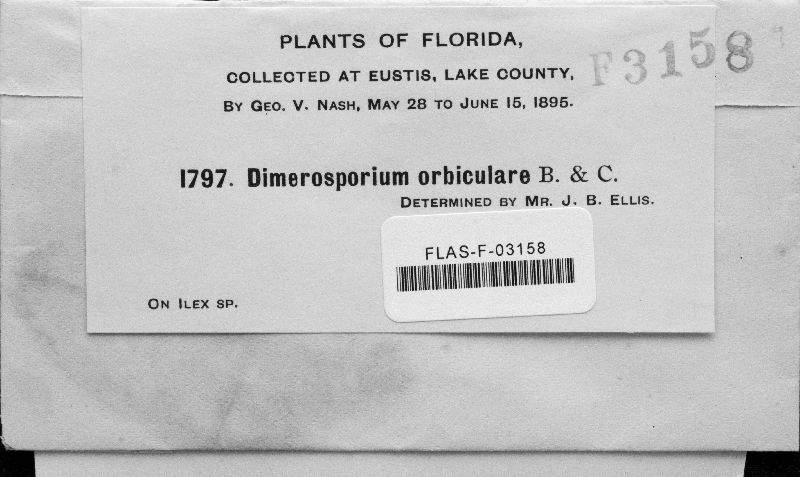 PLANTS OF FLORIDA,
F3158
COLLECTED AT EUSTIS, LAKE COUNTY,
BY GEO. V. NASH, MAY 28 TO JUNE 15, 1895.
1797. Dimerosporium orbiculare B. & C.
DETERMINED BY MR. J. B. ELLIS.
FLAS-F-03158
ON ILEX SP.